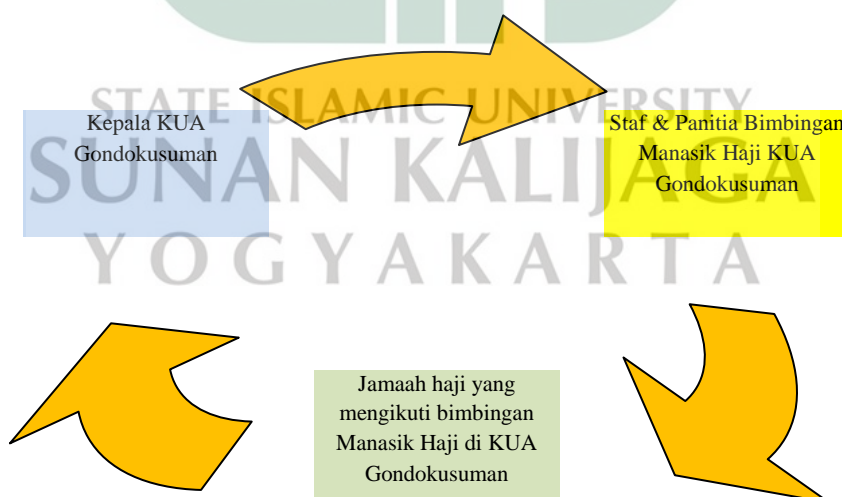 STATE ISLAMIC UNIVERSITY
SUNAN KALIJAGA
YOGYAKARTA
Kepala KUA
Gondokusuman
Staf & Panitia Bimbingan
Manasik Haji KUA
Gondokusuman
Jamaah haji yang
mengikuti bimbingan
Manasik Haji di KUA
Gondokusuman